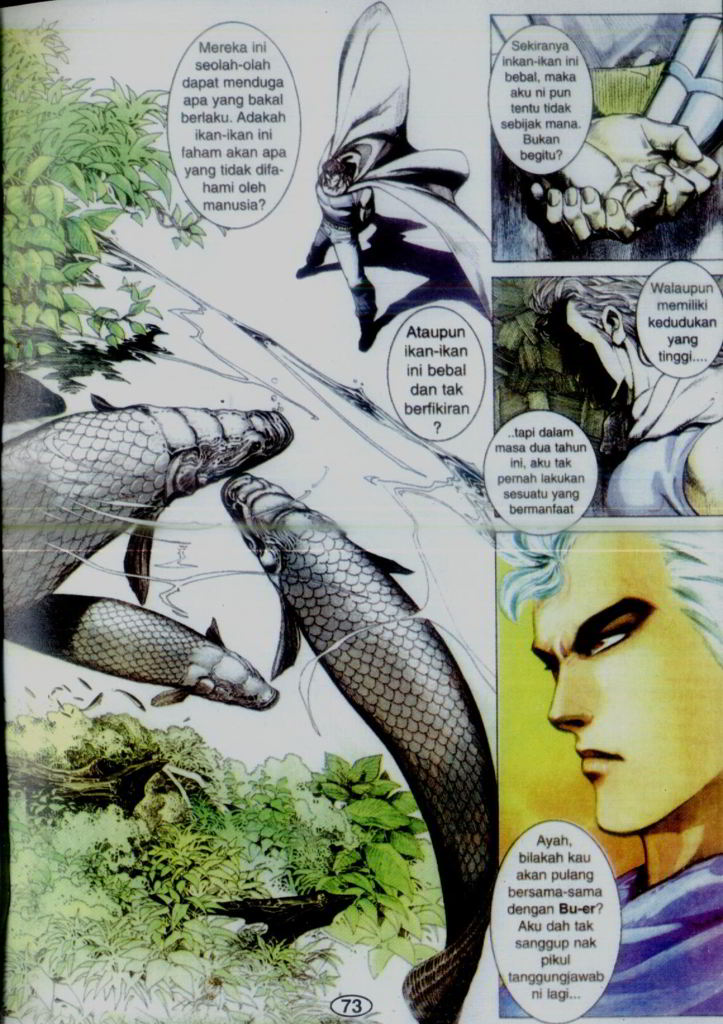 Mereka ini
seolah-olah
dapat menduga
apa yang bakal
berlaku. Adakah
ikan-ikan ini
faham akan apa
yang tidak difa-
hami oleh
manusia?
Ataupun
ikan-ikan
ini bebal
dan tak
berfikiran
?
Sekiranya
inkan-ikan ini
bebal, maka
aku ni pun
tentu tidak
sebijak mana.
Bukan
begitu?
Walaupun
memiliki
kedudukan
yang
tinggi....
..tapi dalam
masa dua tahun
ini, aku tak
pernah lakukan
sesuatu yang
bermanfaat
Ayah,
bilakah kau
akan pulang
bersama-sama
dengan Bu-er?
Aku dah tak
sanggup nak
pikul
tanggungjawab
ni lagi...
73